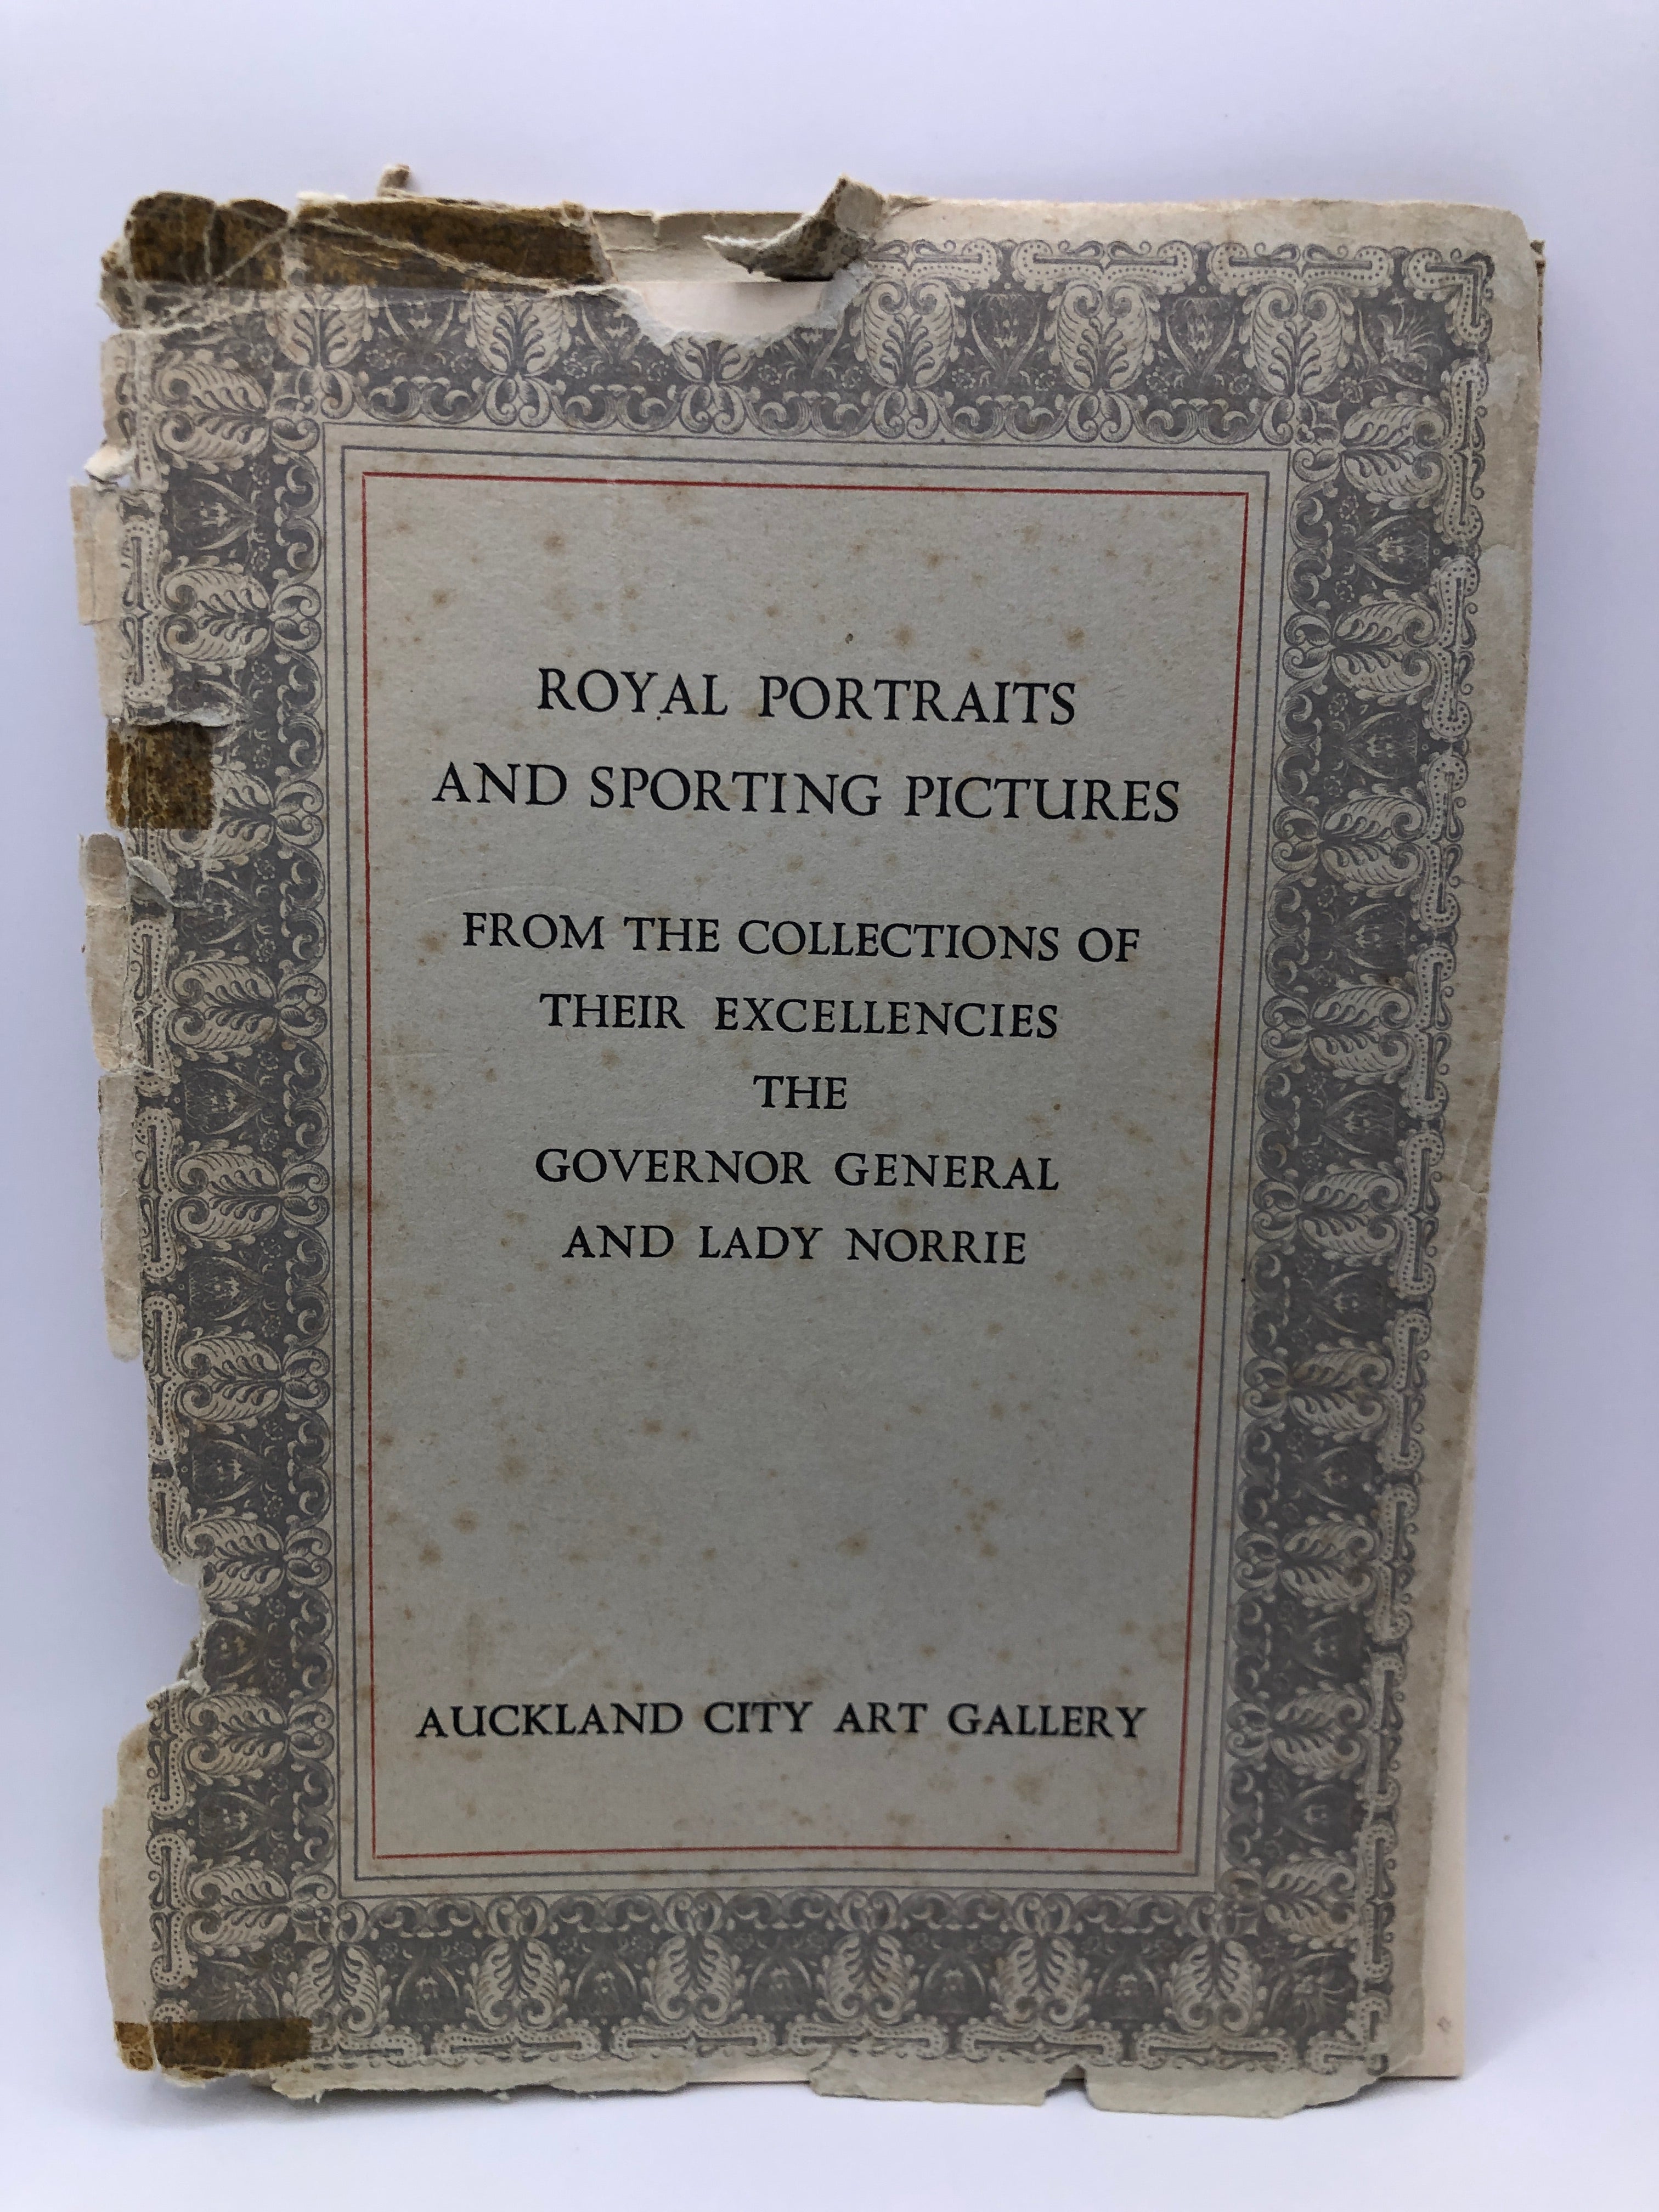 ROYAL PORTRAITS
AND SPORTING PICTURES
FROM THE COLLECTIONS OF
THEIR EXCELLENCIES
THE
GOVERNOR GENERAL
AND LADY NORRIE
AUCKLAND CITY ART GALLERY